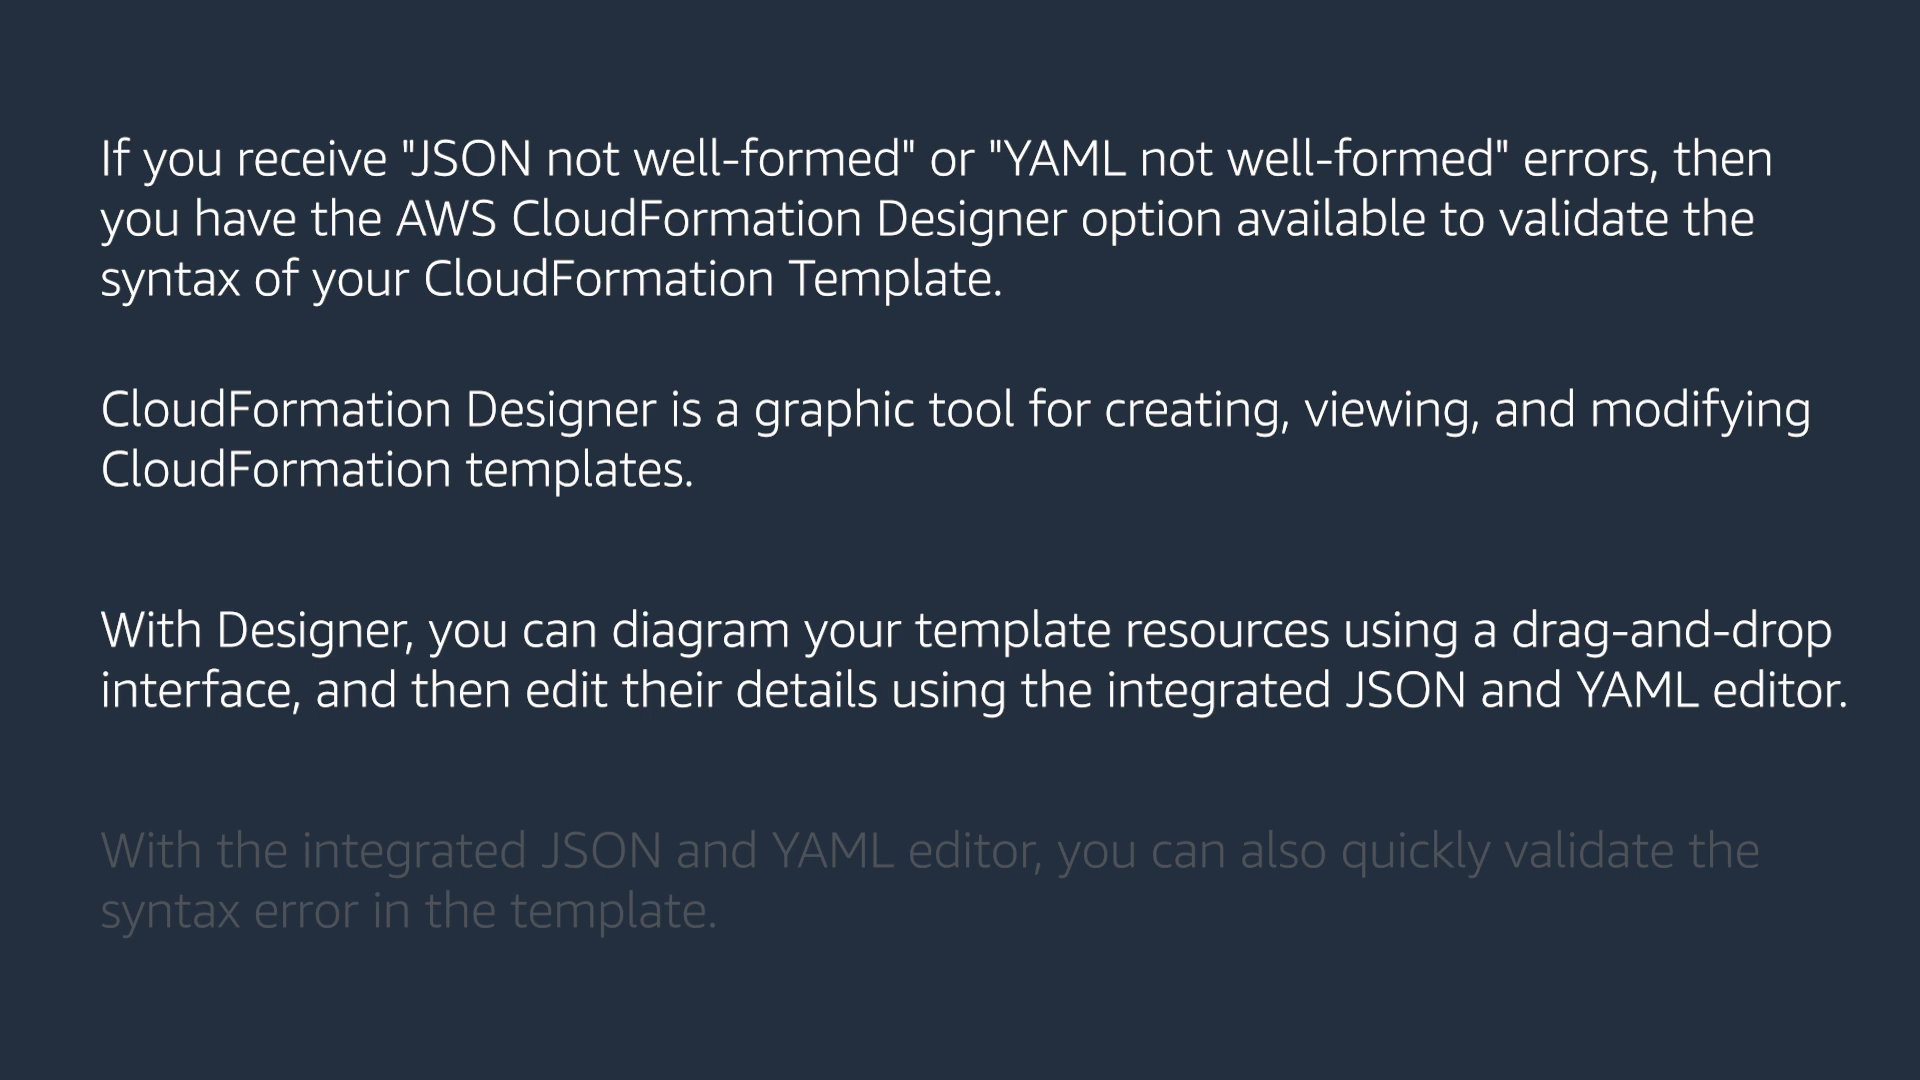 If you receive "JSON not well-formed" or "YAML not well-formed" errors, then
you have the AWS CloudFormation Designer option available to validate the
syntax of your CloudFormation Template.
CloudFormation Designer is a graphic tool for creating, viewing, and modifying
CloudFormation templates.
With Designer, you can diagram your template resources using a drag-and-drop
interface, and then edit their details using the integrated JSON and YAML editor.
With the integrated JSON and YAML editor, you can also quickly validate the
syntax error in the template.